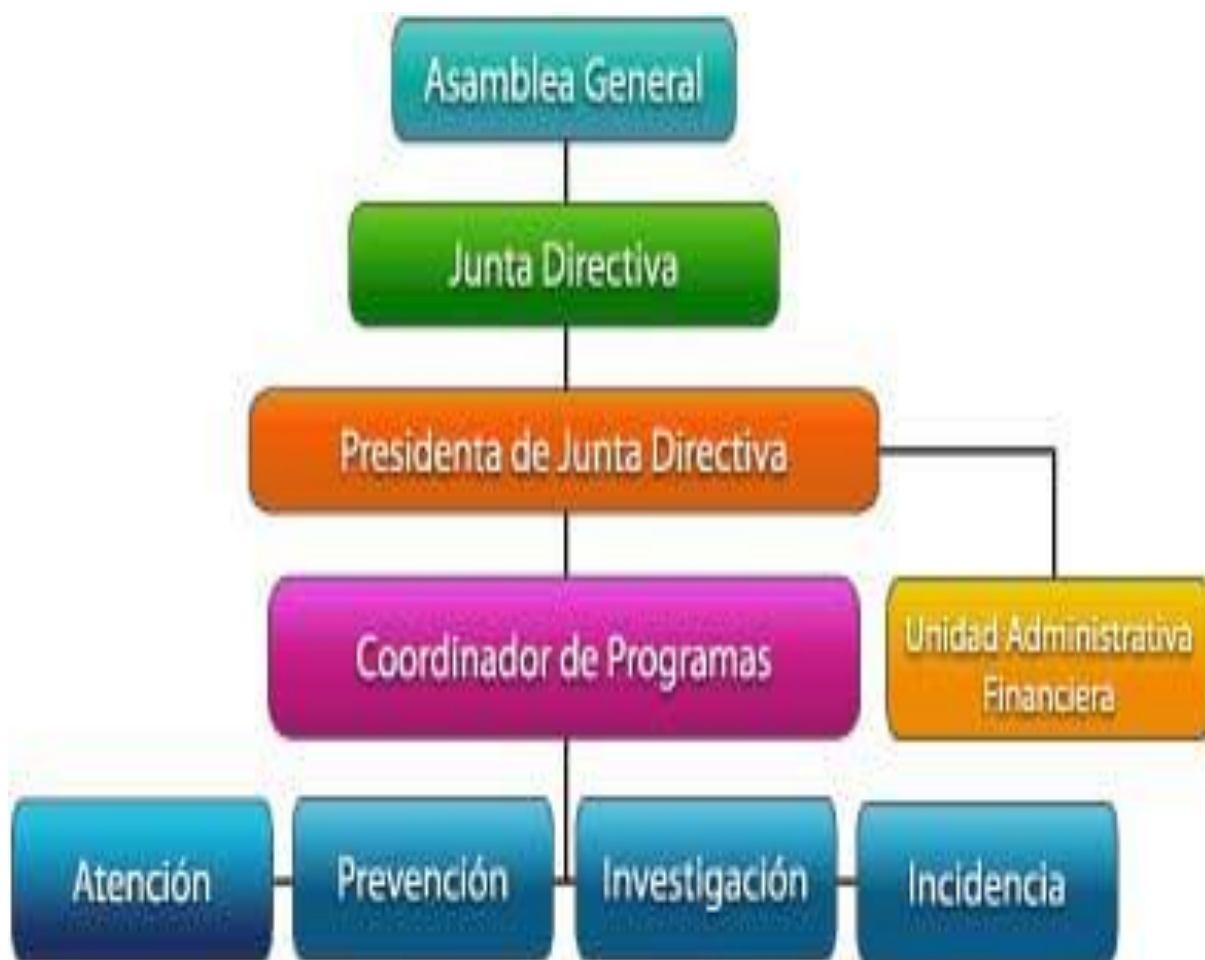 Asamblea General
Junta Directiva
Presidenta de Junta Directiva
Coordinador de Programas
Unidad Administrativa
Financiera
Atención
Prevención
Investigación
Incidencia